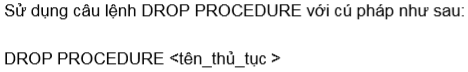 Sử dụng câu lệnh DROP PROCEDURE với cú pháp như sau:
DROP PROCEDURE <tên_thủ_tục >